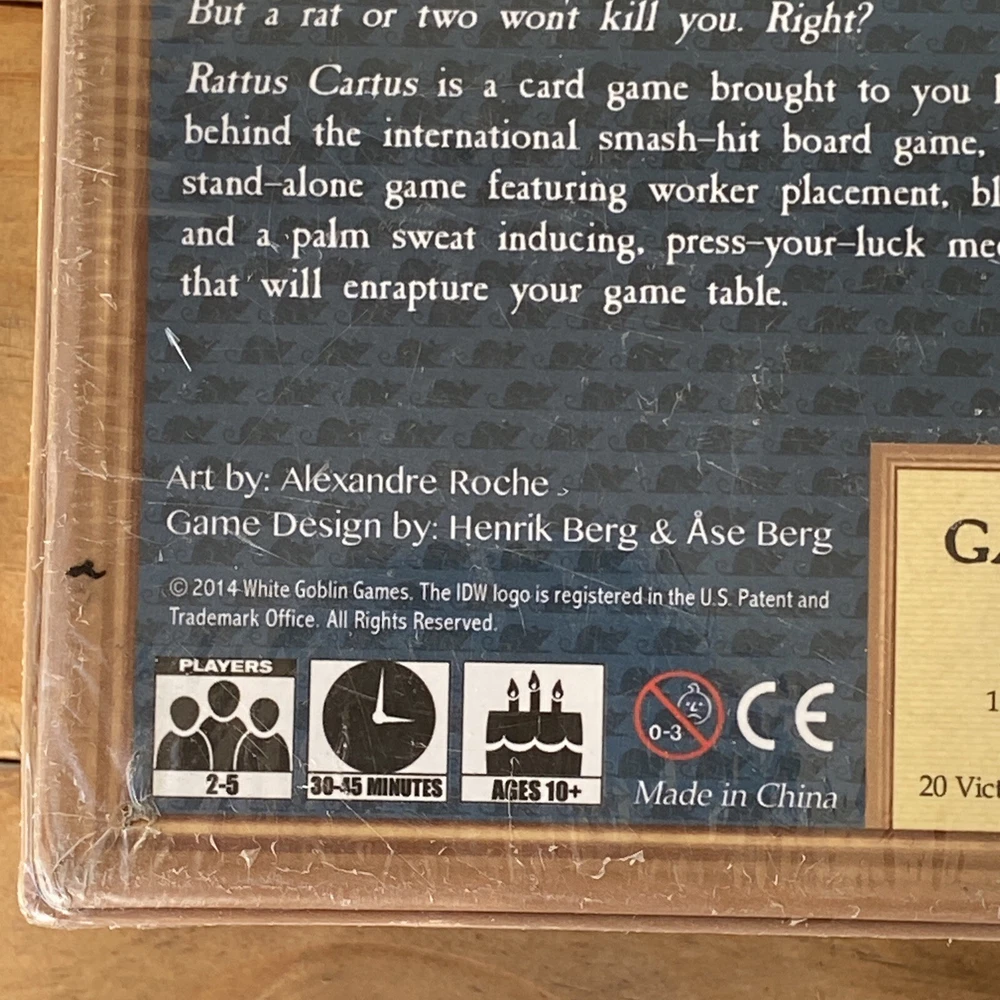 But a rat or two won't kill you. Right?
Rattus Cartus is a card game brought to you
behind the international smash-hit board game,
stand-alone game featuring worker placement, bl
and a palm sweat inducing, press-your-luck me
that will enrapture your game table.
Art by: Alexandre Roche
Game Design by: Henrik Berg & Åse Berg
© 2014 White Goblin Games. The IDW logo is registered in the U.S. Patent and
Trademark Office. All Rights Reserved.
PLAYERS
2-5
30-45 MINUTES
AGES 10+
0-3
CE
Made in China
GA
1
20 Vict